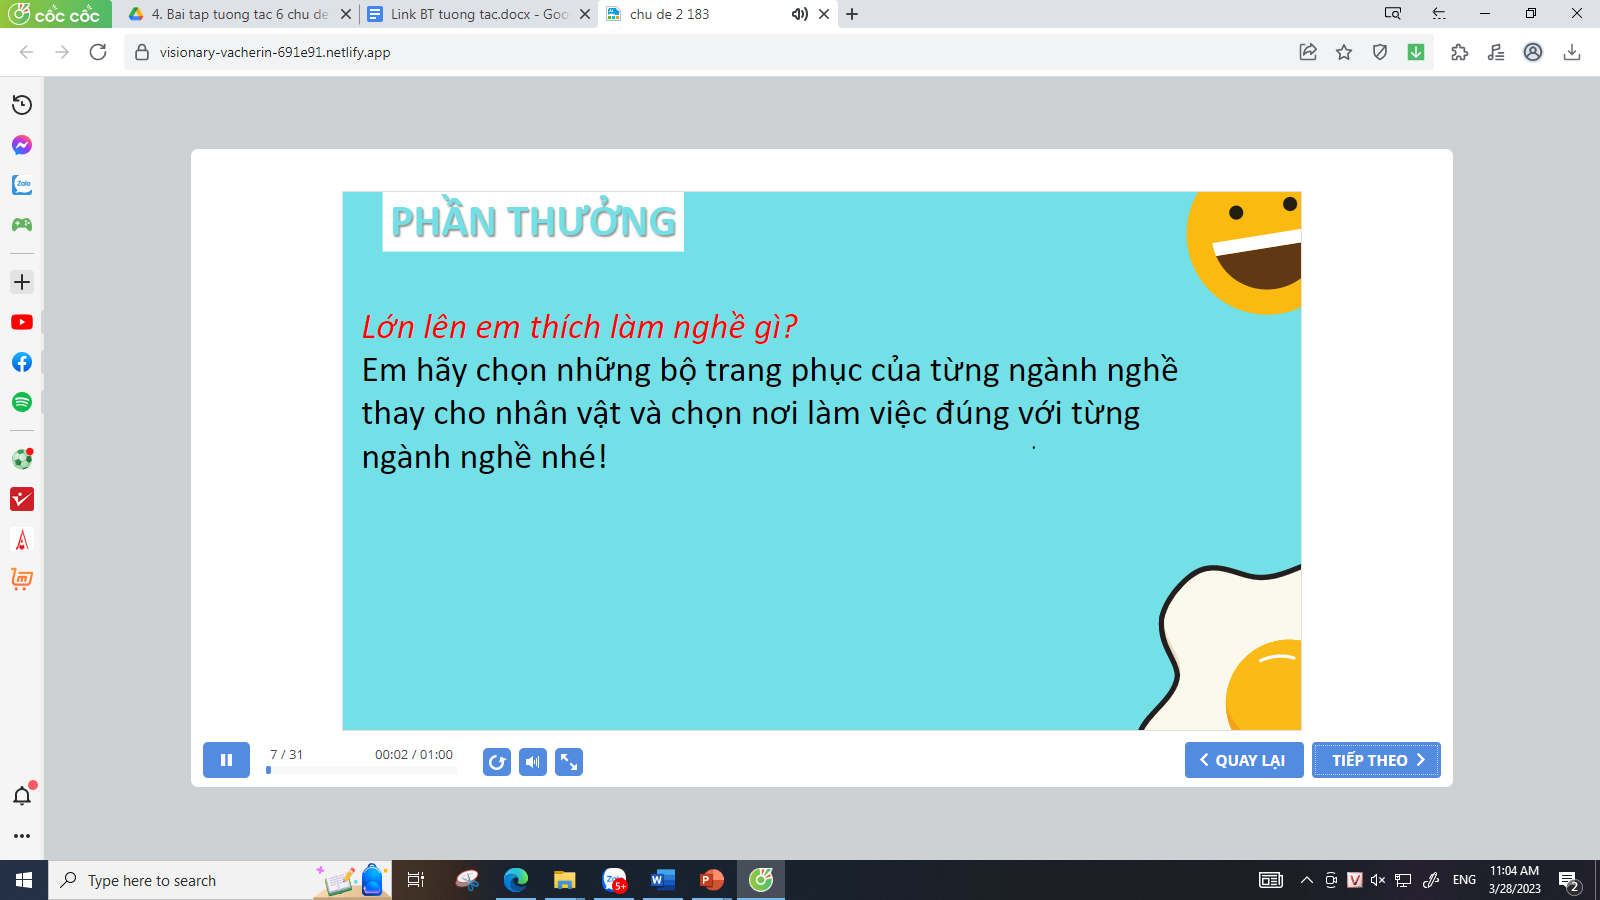 cốc cốc
4. Bai tap tuong tac 6 chu de
Link BT tuong tac.docx - Goo
chu de 2 183
visionary-vacherin-691e91.netlify.app
Zalo
PHẦN THƯỞNG
Lớn lên em thích làm nghề gì?
Em hãy chọn những bộ trang phục của từng ngành nghề
thay cho nhân vật và chọn nơi làm việc đúng với từng
ngành nghề nhé!
7 / 31
00:02 / 01:00
QUAY LẠI
TIẾP THEO
Type here to search
5+
ENG
11:04 AM
3/28/2023
2